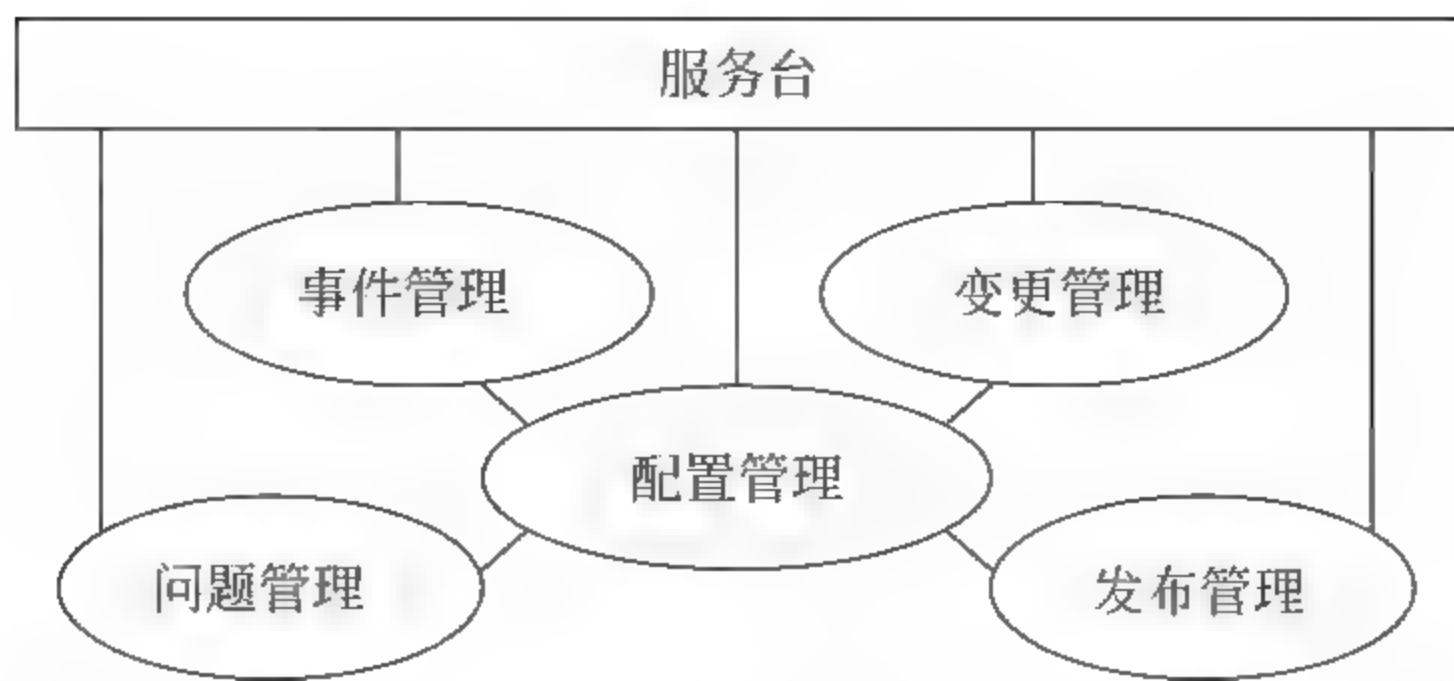 服务台
事件管理
变更管理
配置管理
问题管理
发布管理